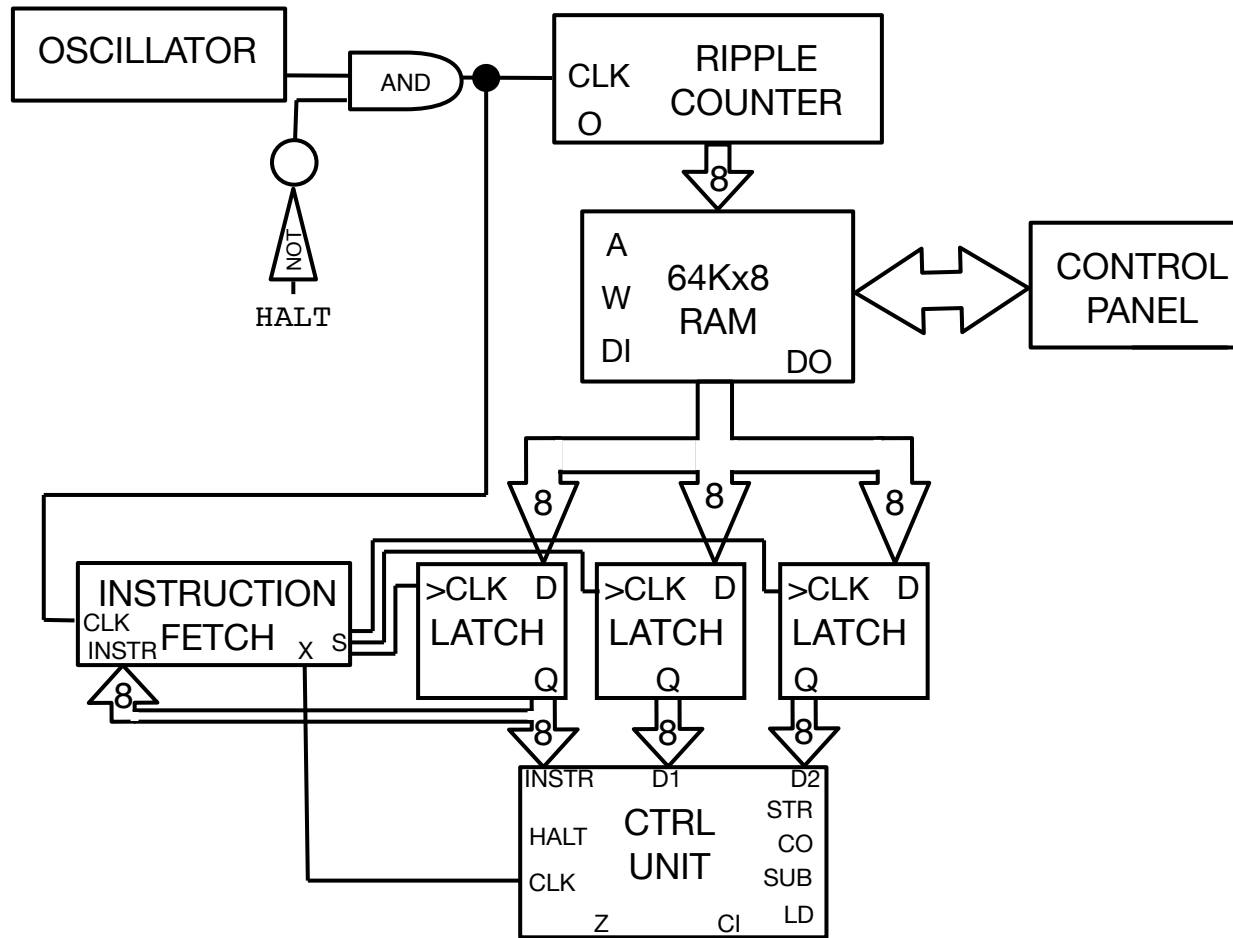 OSCILLATOR
AND
CLK
RIPPLE
COUNTER
O
8
NOT
HALT
A
W
DI
64Kx8
RAM
DO
CONTROL
PANEL
8
8
8
INSTRUCTION
FETCH
CLK
INSTR
X
S
>CLK D
LATCH
Q
>CLK D
LATCH
Q
>CLK D
LATCH
Q
8
8
8
8
INSTR
D1
D2
HALT
CLK
CTRL
UNIT
STR
CO
SUB
LD
Z
CI